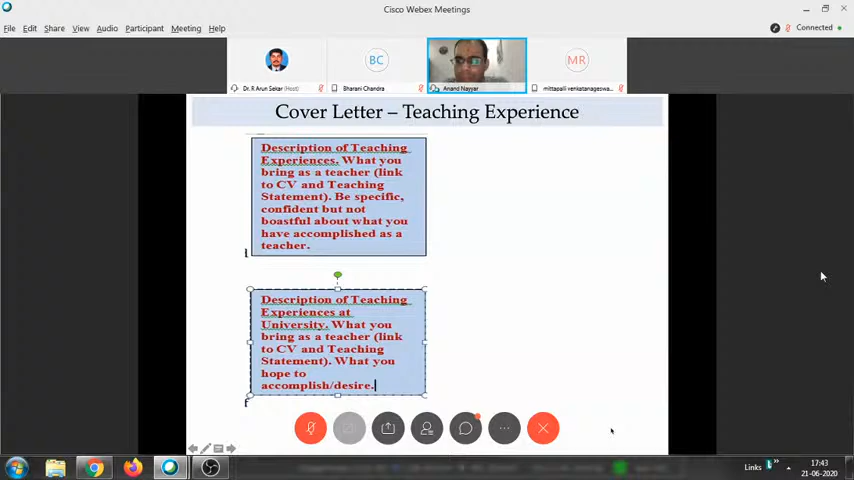 Cisco Webex Meetings
File Edit Share View Audio Participant Meeting Help
Connected
BC
MR
Dr. R Arun Sekar (Host)
Bharani Chandra
Anand Nayyar
mittapalli venkatanageswa...
Cover Letter – Teaching Experience
Description of Teaching
Experiences. What you
bring as a teacher (link
to CV and Teaching
Statement). Be specific,
confident but not
boastful about what you
have accomplished as a
teacher.
Description of Teaching
Experiences at
University. What you
bring as a teacher (link
to CV and Teaching
Statement). What you
hope to
accomplish/desire.
Links
17:43
21-06-2020